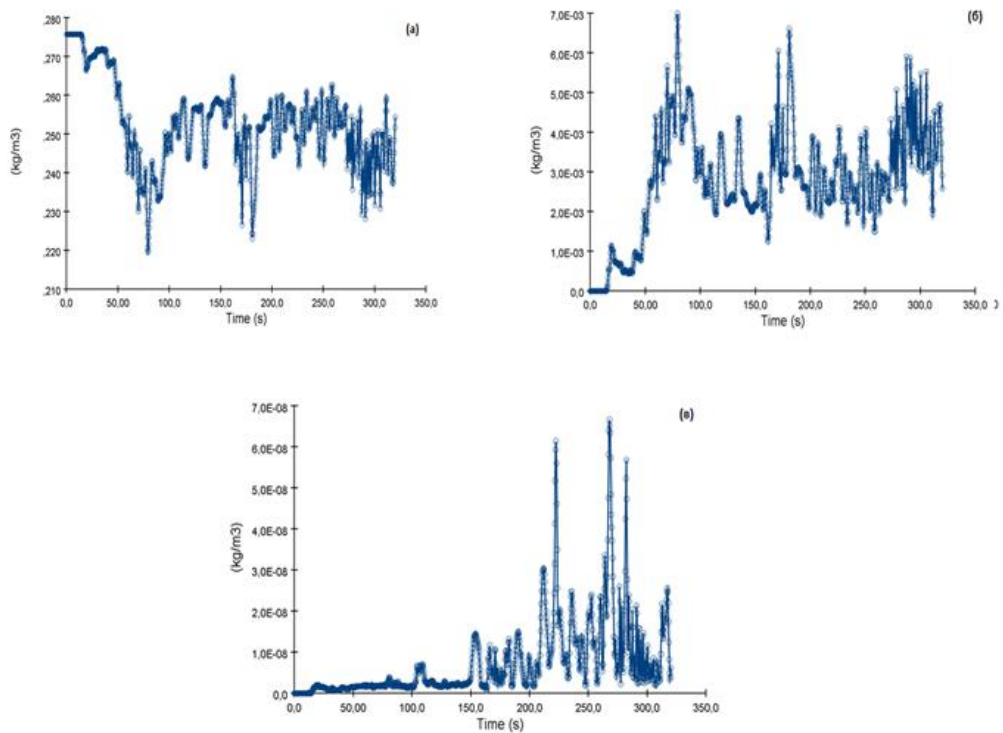 (а)
,280
,270
,260
,250
,240
,230
,220
,210
(kg/m3)
0,0 50,00 100,0 150,0 200,0 250,0 300,0 350,0
Time (s)
(б)
7,0E-03
6,0E-03
5,0E-03
4,0E-03
3,0E-03
2,0E-03
1,0E-03
0,0
(kg/m3)
0,0 50,00 100,0 150,0 200,0 250,0 300,0 350,0
Time (s)
(в)
7,0E-08
6,0E-08
5,0E-08
4,0E-08
3,0E-08
2,0E-08
1,0E-08
0,0
(kg/m3)
0,0 50,00 100,0 150,0 200,0 250,0 300,0 350,0
Time (s)